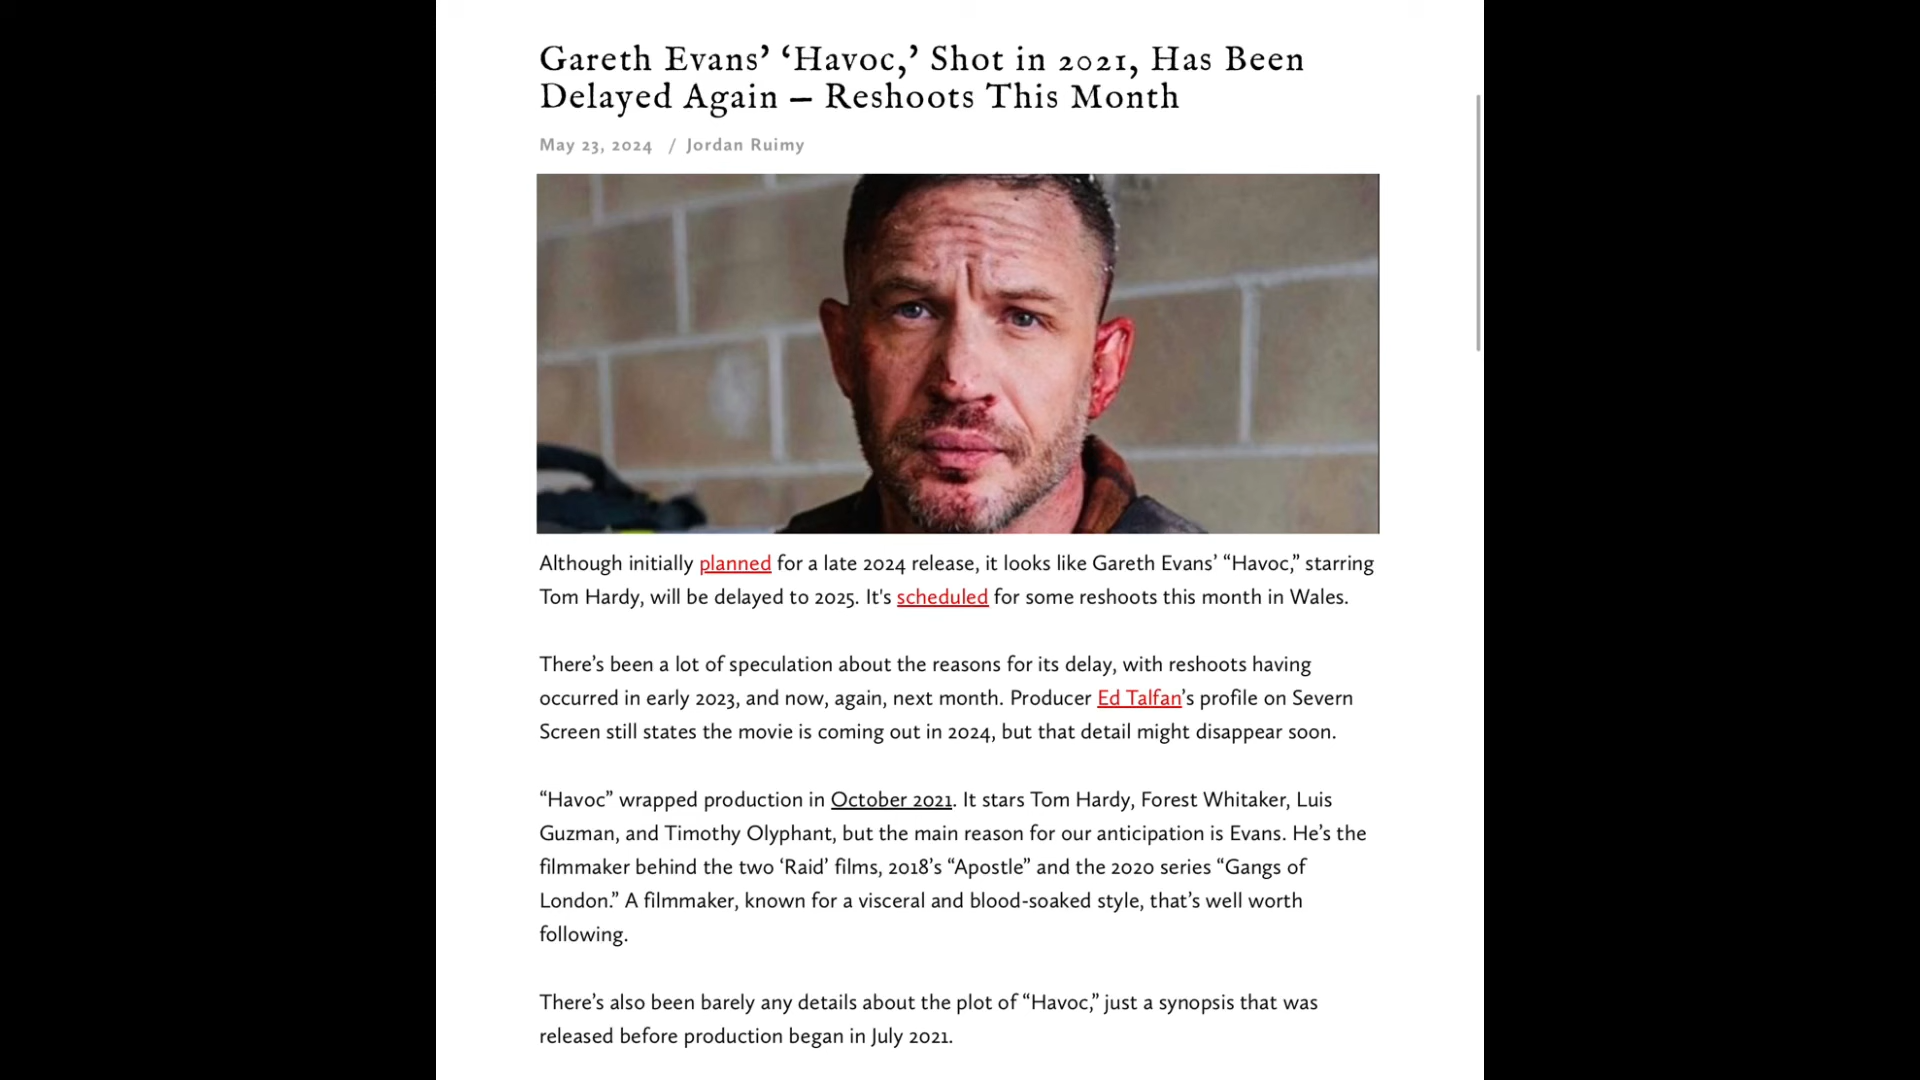 Gareth Evans’ ‘Havoc,’ Shot in 2021, Has Been
Delayed Again — Reshoots This Month
May 23, 2024 / Jordan Ruimy
Although initially planned for a late 2024 release, it looks like Gareth Evans’ “Havoc,” starring
Tom Hardy, will be delayed to 2025. It's scheduled for some reshoots this month in Wales.
There’s been a lot of speculation about the reasons for its delay, with reshoots having
occurred in early 2023, and now, again, next month. Producer Ed Talfan’s profile on Severn
Screen still states the movie is coming out in 2024, but that detail might disappear soon.
“Havoc” wrapped production in October 2021. It stars Tom Hardy, Forest Whitaker, Luis
Guzman, and Timothy Olyphant, but the main reason for our anticipation is Evans. He’s the
filmmaker behind the two ‘Raid’ films, 2018’s “Apostle” and the 2020 series “Gangs of
London.” A filmmaker, known for a visceral and blood-soaked style, that’s well worth
following.
There’s also been barely any details about the plot of “Havoc,” just a synopsis that was
released before production began in July 2021.